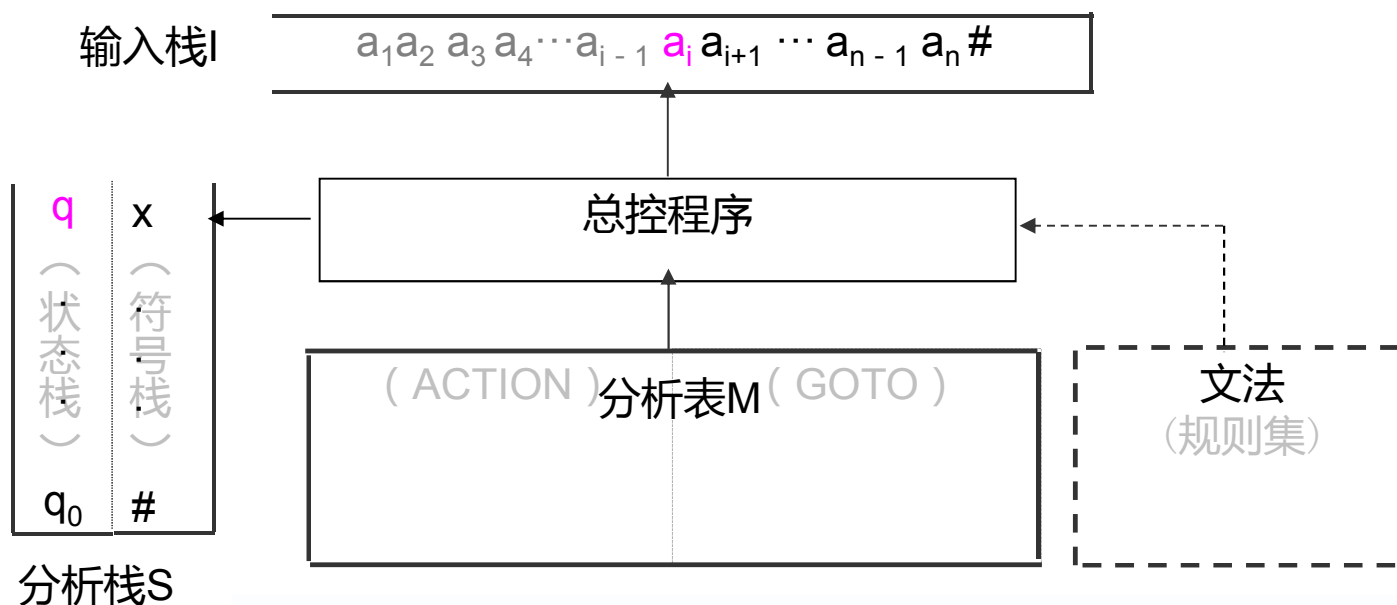 输入栈I a₁a₂ a₃ a₄…aᵢ₋₁ aᵢ aᵢ₊₁ … aₙ₋₁ aₙ #
总控程序
q x
（状态栈） （符号栈）
q₀ #
分析栈S
（ACTION） 分析表M （GOTO）
文法
（规则集）